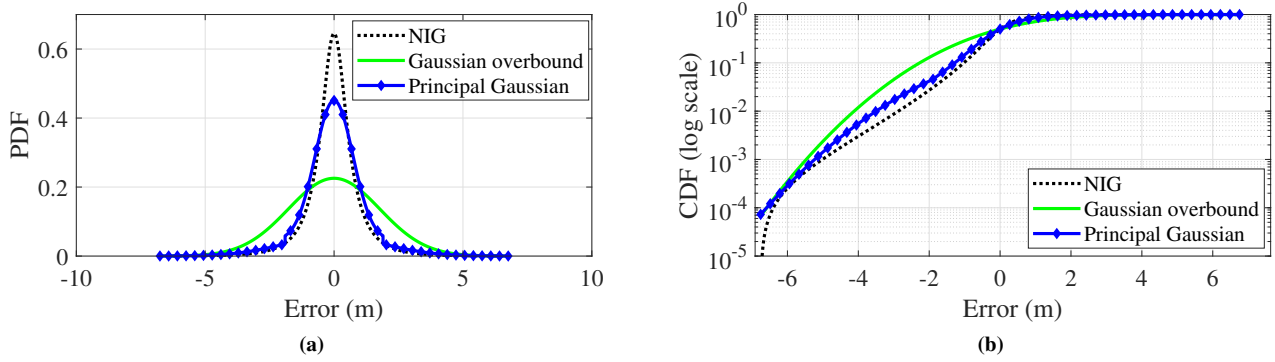 PDF
0.6
0.4
0.2
0
-10
-5
0
5
10
Error (m)
NIG
Gaussian overbound
Principal Gaussian
(a)
CDF (log scale)
10^0
10^-1
10^-2
10^-3
10^-4
10^-5
-6
-4
-2
0
2
4
6
Error (m)
NIG
Gaussian overbound
Principal Gaussian
(b)